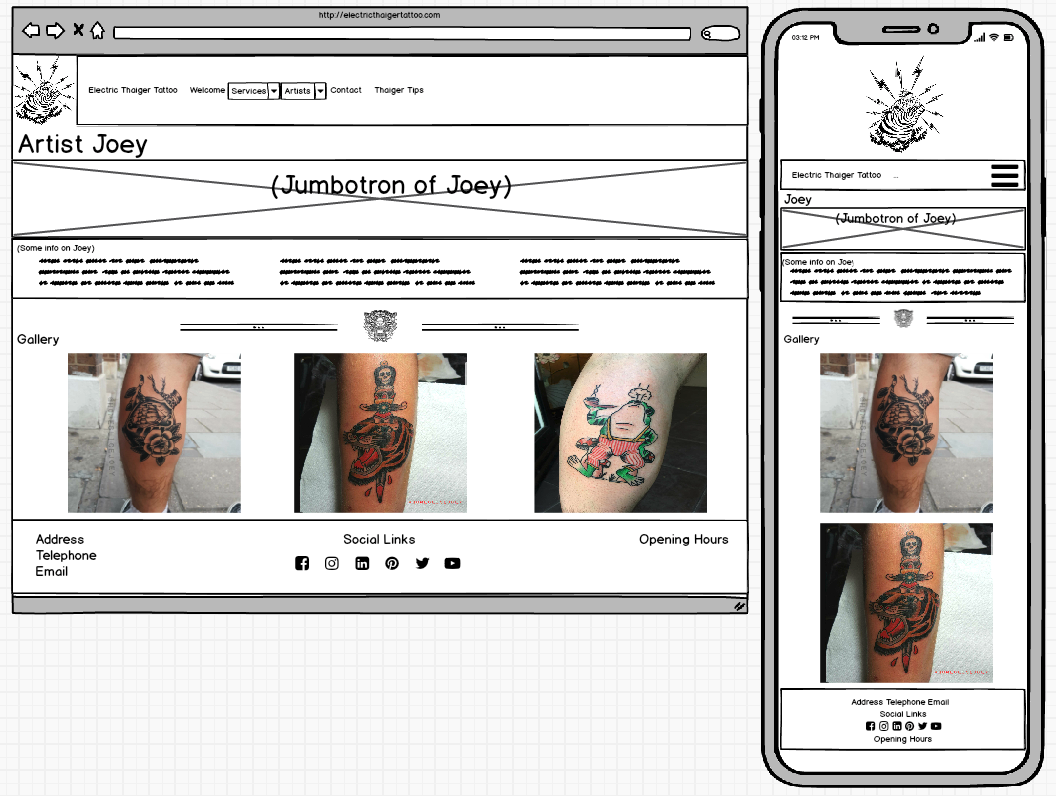 http://electricthaigertattoo.com
Electric Thaiger Tattoo Welcome Services Artists Contact Thaiger Tips
Artist Joey
(Jumbotron of Joey)
(Some info on Joey)
Gallery
Address
Telephone
Email
Social Links
Opening Hours
03:12 PM
Electric Thaiger Tattoo ...
Joey
(Jumbotron of Joey)
(Some info on Joey)
Gallery
Address Telephone Email
Social Links
Opening Hours